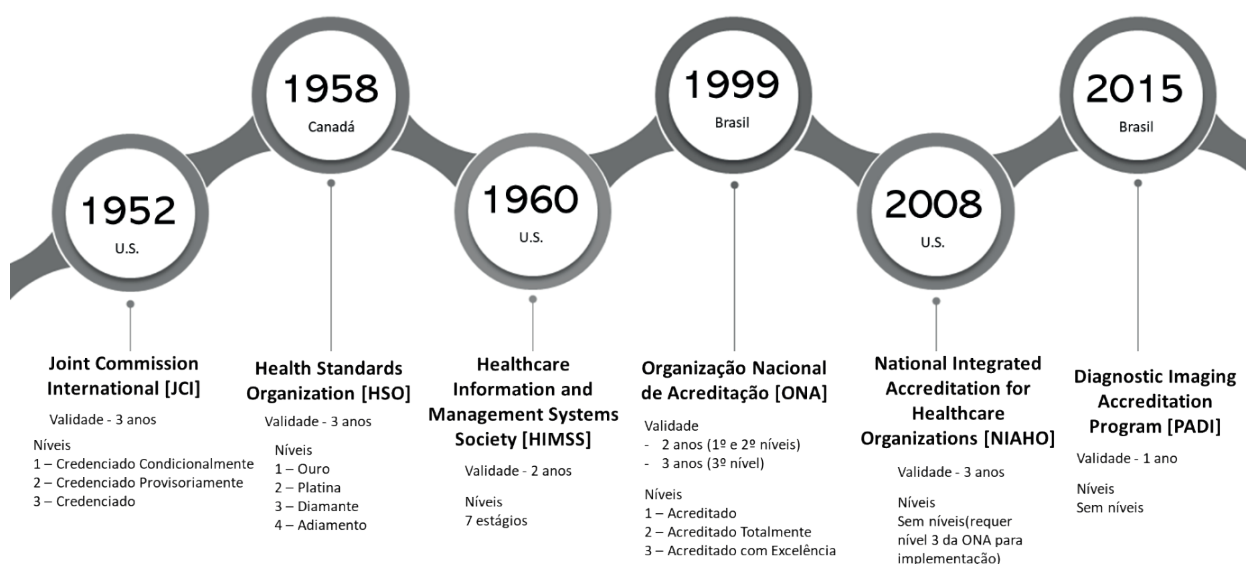 1952
U.S.
Joint Commission
International [JCI]
Validade - 3 anos
Níveis
1 – Credenciado Condicionalmente
2 – Credenciado Provisoriamente
3 – Credenciado
1958
Canadá
Health Standards
Organization [HSO]
Validade - 3 anos
Níveis
1 – Ouro
2 – Platina
3 – Diamante
4 – Adiamento
1960
U.S.
Healthcare
Information and
Management Systems
Society [HIMSS]
Validade - 2 anos
Níveis
7 estágios
1999
Brasil
Organização Nacional
de Acreditação [ONA]
Validade
- 2 anos (1º e 2º níveis)
- 3 anos (3º nível)
Níveis
1 – Acreditado
2 – Acreditado Totalmente
3 – Acreditado com Excelência
2008
U.S.
National Integrated
Accreditation for
Healthcare
Organizations [NIAHO]
Validade - 3 anos
Níveis
Sem níveis(requer
nível 3 da ONA para
implementação)
2015
Brasil
Diagnostic Imaging
Accreditation
Program [PADI]
Validade - 1 ano
Níveis
Sem níveis